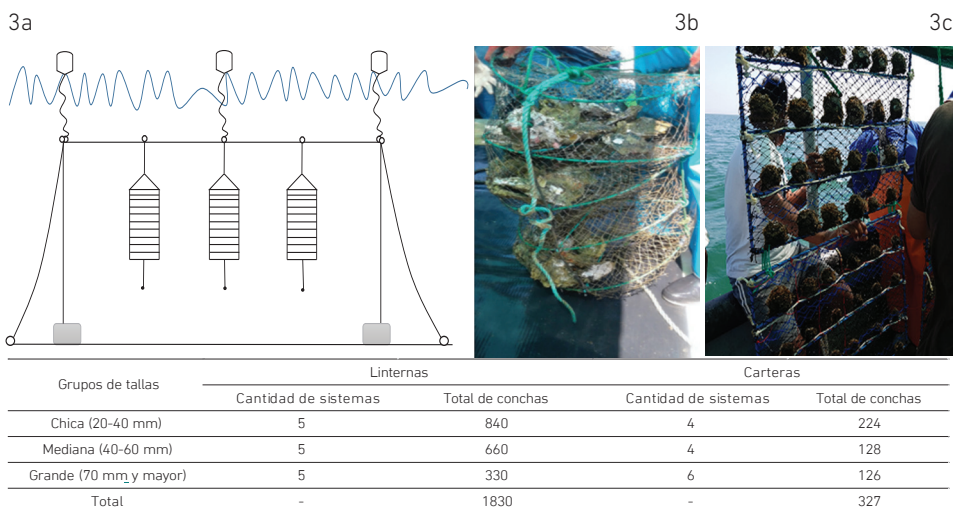 3a
3b
3c
Grupos de tallas Linternas Carteras
Cantidad de sistemas Total de conchas Cantidad de sistemas Total de conchas
Chica (20-40 mm) 5 840 4 224
Mediana (40-60 mm) 5 660 4 128
Grande (70 mm y mayor) 5 330 6 126
Total - 1830 - 327